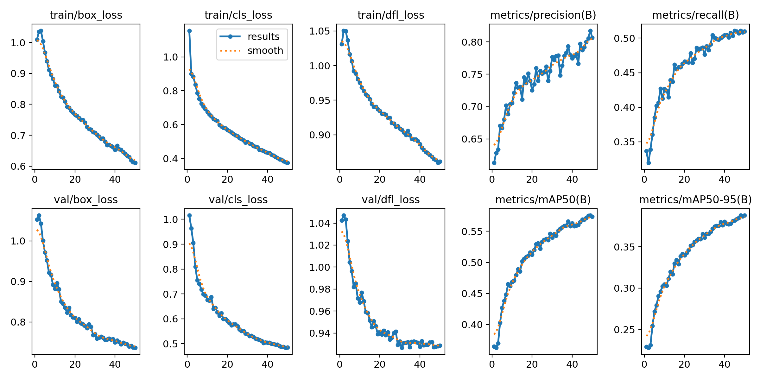 train/box_loss
train/cls_loss
train/dfl_loss
metrics/precision(B)
metrics/recall(B)
1.0
0.9
0.8
0.7
0.6
0 20 40
results
smooth
1.0
0.8
0.6
0.4
0 20 40
1.05
1.00
0.95
0.90
0 20 40
0.80
0.75
0.70
0.65
0 20 40
0.50
0.45
0.40
0.35
0 20 40
val/box_loss
val/cls_loss
val/dfl_loss
metrics/mAP50(B)
metrics/mAP50-95(B)
1.0
0.9
0.8
0 20 40
1.0
0.9
0.8
0.7
0.6
0.5
0 20 40
1.04
1.02
1.00
0.98
0.96
0.94
0 20 40
0.55
0.50
0.45
0.40
0 20 40
0.35
0.30
0.25
0 20 40